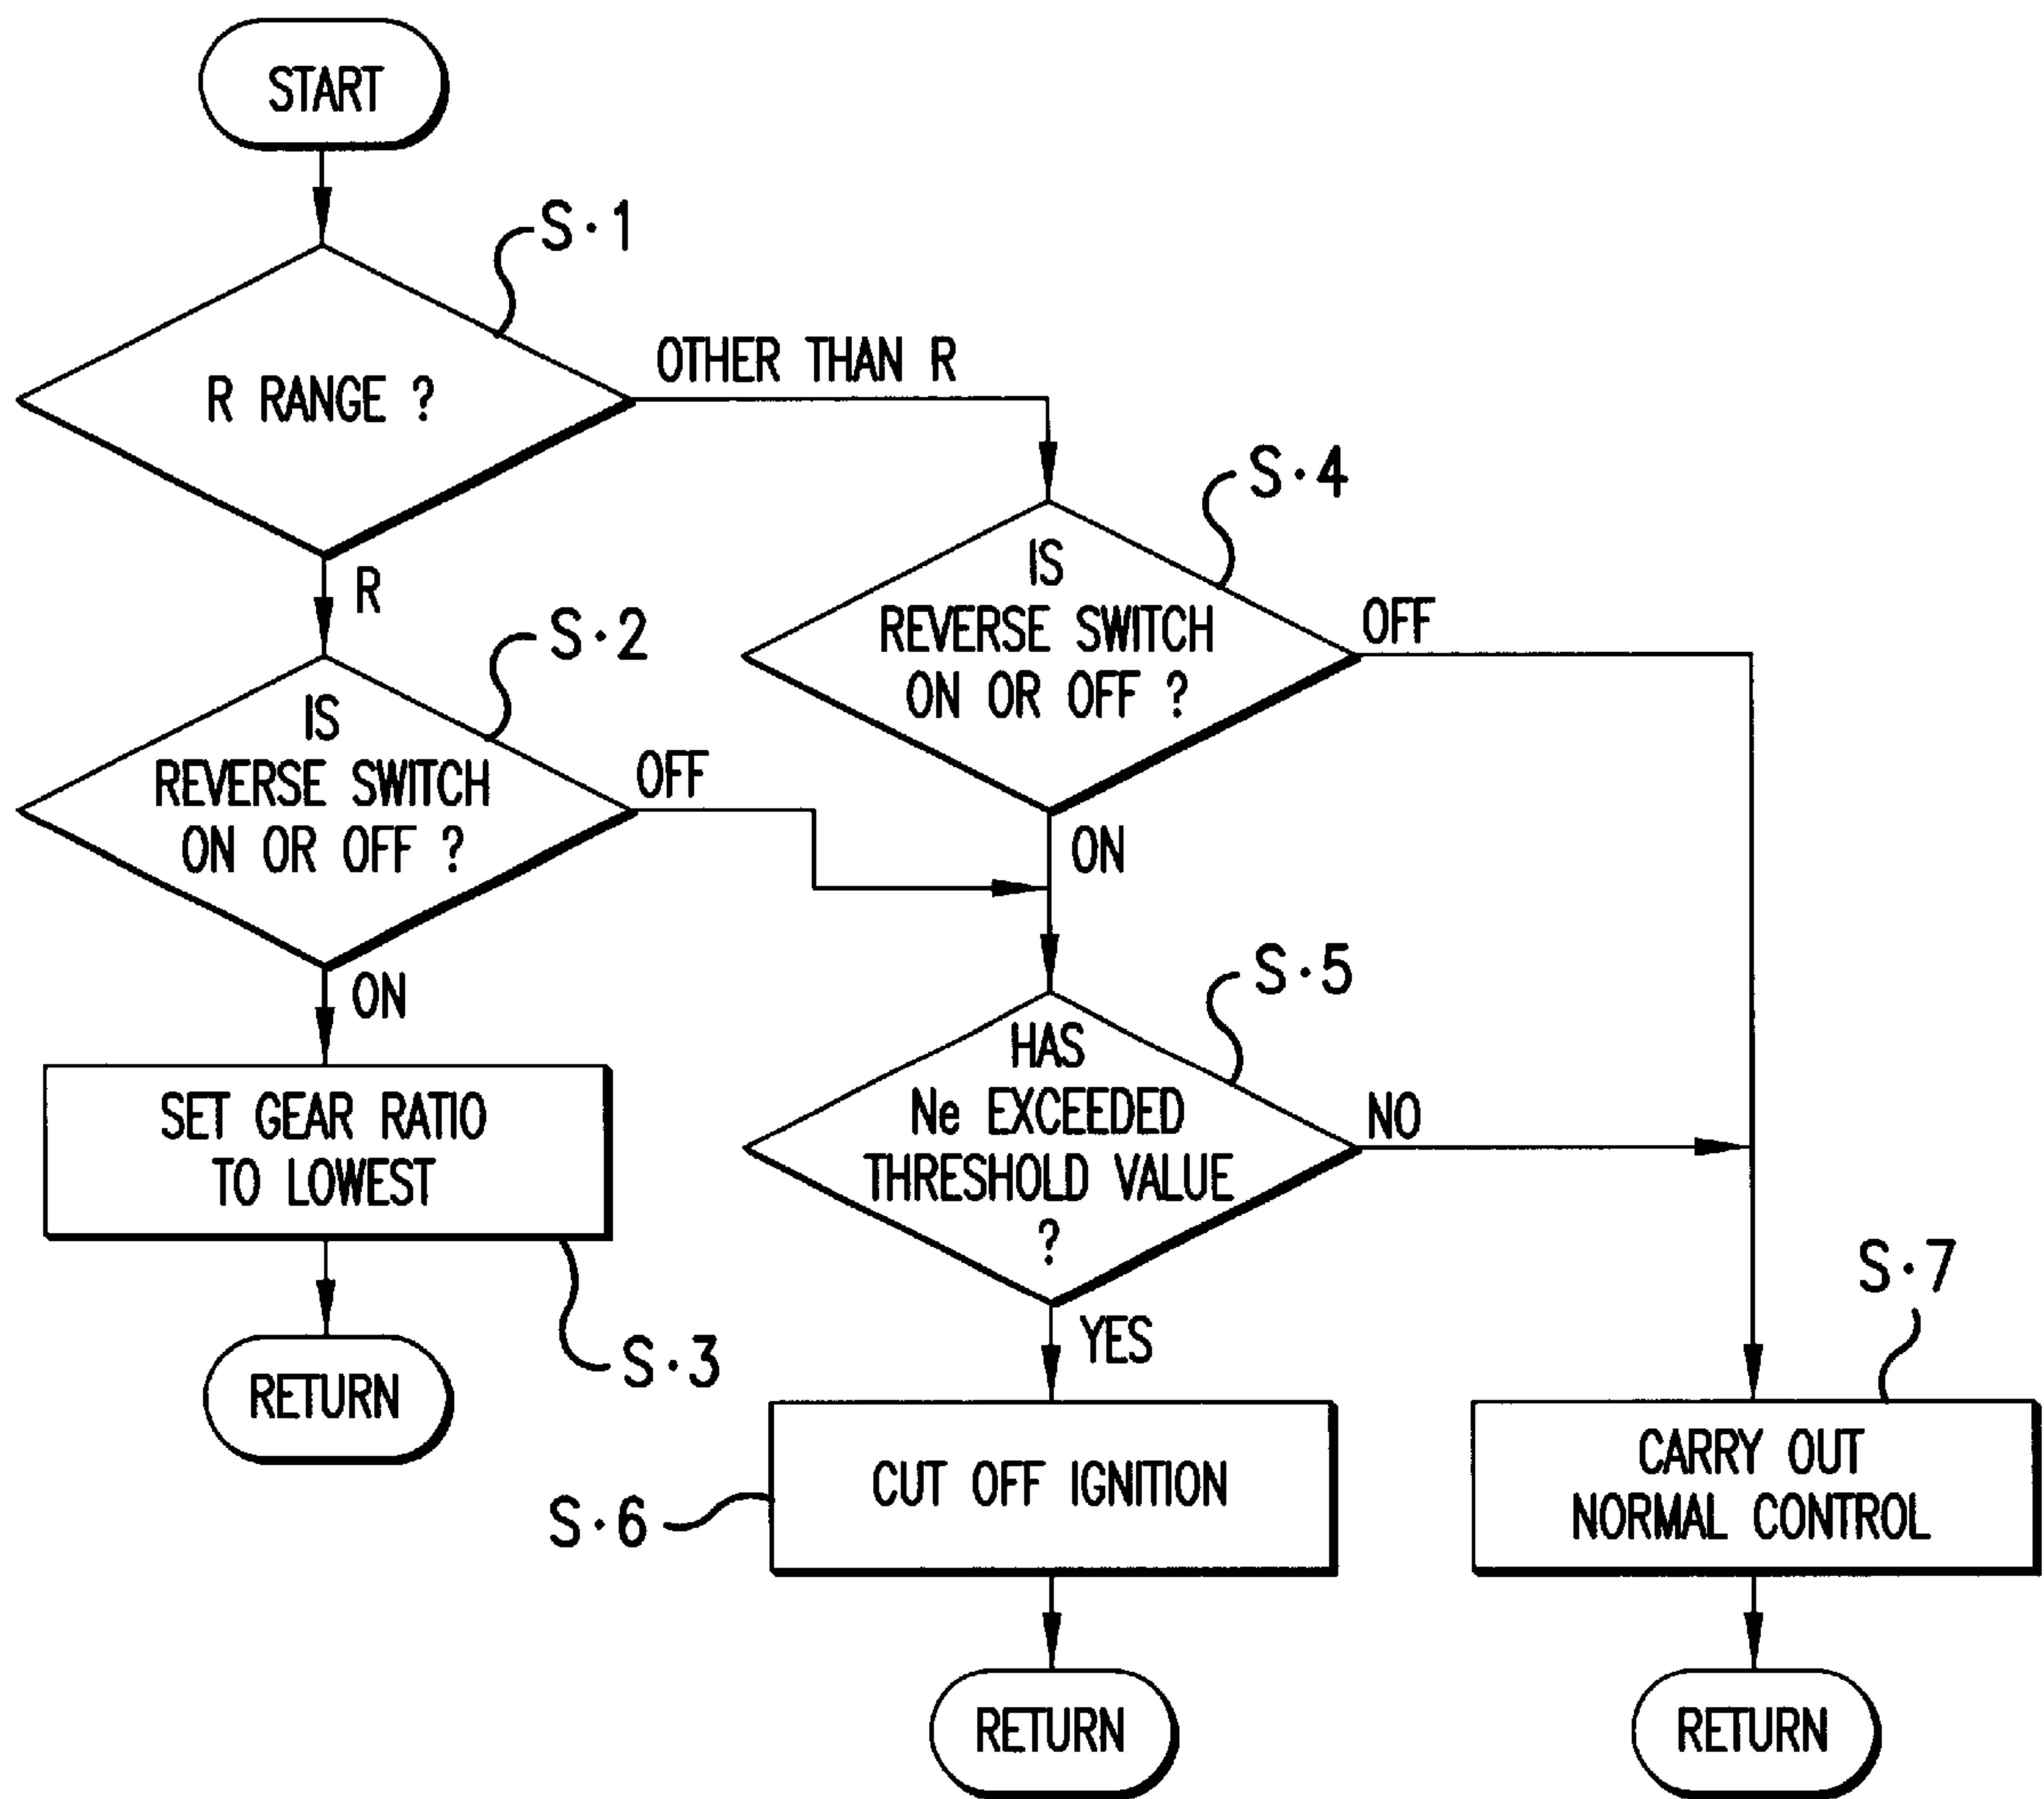 START
S·1
R RANGE ?
OTHER THAN R
R
S·2
IS
REVERSE SWITCH
ON OR OFF ?
OFF
ON
SET GEAR RATIO
TO LOWEST
S·3
RETURN
S·4
IS
REVERSE SWITCH
ON OR OFF ?
OFF
ON
S·5
HAS
Ne EXCEEDED
THRESHOLD VALUE
?
NO
YES
S·6
CUT OFF IGNITION
RETURN
S·7
CARRY OUT
NORMAL CONTROL
RETURN